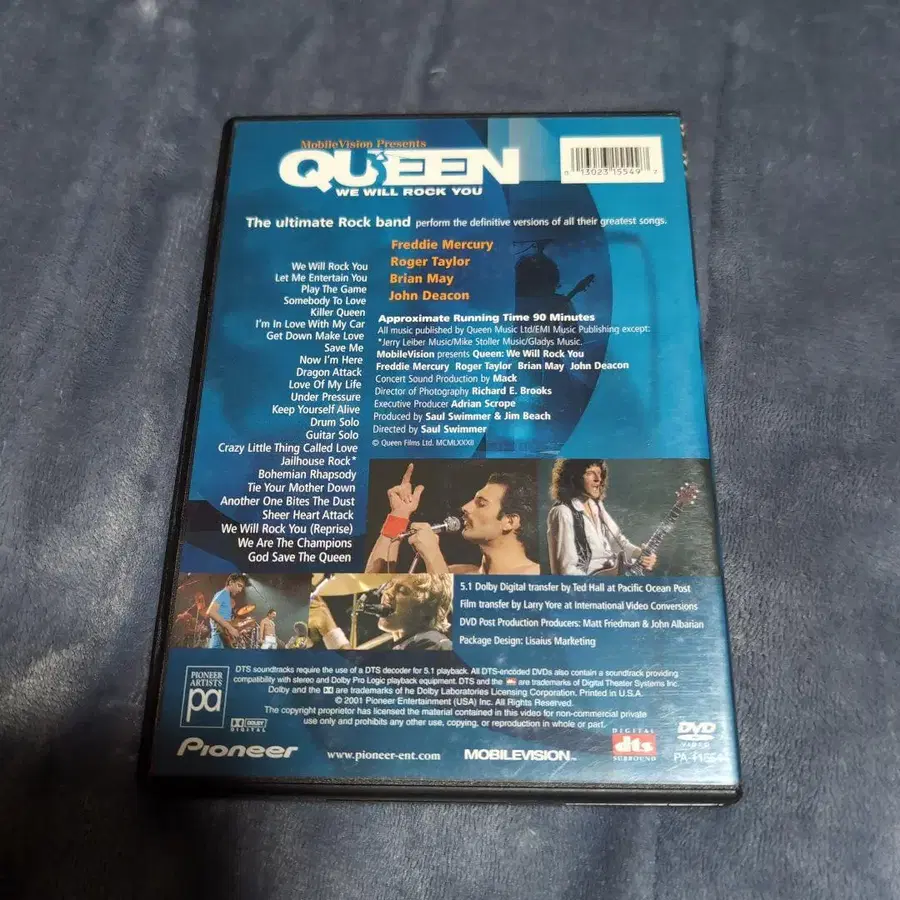 MobileVision Presents
QUEEN
WE WILL ROCK YOU
0 13023 15549 2
The ultimate Rock band perform the definitive versions of all their greatest songs.
Freddie Mercury
Roger Taylor
Brian May
John Deacon
We Will Rock You
Let Me Entertain You
Play The Game
Somebody To Love
Killer Queen
I'm In Love With My Car
Get Down Make Love
Save Me
Now I'm Here
Dragon Attack
Love Of My Life
Under Pressure
Keep Yourself Alive
Drum Solo
Guitar Solo
Crazy Little Thing Called Love
Jailhouse Rock*
Bohemian Rhapsody
Tie Your Mother Down
Another One Bites The Dust
Sheer Heart Attack
We Will Rock You (Reprise)
We Are The Champions
God Save The Queen
Approximate Running Time 90 Minutes
All music published by Queen Music Ltd/EMI Music Publishing except:
*Jerry Leiber Music/Mike Stoller Music/Gladys Music.
MobileVision presents Queen: We Will Rock You
Freddie Mercury Roger Taylor Brian May John Deacon
Concert Sound Production by Mack
Director of Photography Richard E. Brooks
Executive Producer Adrian Scrope
Produced by Saul Swimmer & Jim Beach
Directed by Saul Swimmer
© Queen Films Ltd. MCMLXXXII
5.1 Dolby Digital transfer by Ted Hall at Pacific Ocean Post
Film transfer by Larry Yore at International Video Conversions
DVD Post Production Producers: Matt Friedman & John Albarian
Package Design: Lisaius Marketing
PIONEER
ARTISTS
pa
DOLBY
DIGITAL
DTS soundtracks require the use of a DTS decoder for 5.1 playback. All DTS-encoded DVDs also contain a soundtrack providing
compatibility with stereo and Dolby Pro Logic playback equipment. DTS and the dts are trademarks of Digital Theater Systems Inc.
Dolby and the are trademarks of he Dolby Laboratories Licensing Corporation. Printed in U.S.A.
© 2001 Pioneer Entertainment (USA) Inc. All Rights Reserved.
The copyright proprietor has licensed the material contained in this video for non-commercial private
use only and prohibits any other use, copying, or reproduction in whole or part.
Pioneer
www.pioneer-ent.com
MOBILEVISION™
DIGITAL
dts
SURROUND
DVD
VIDEO